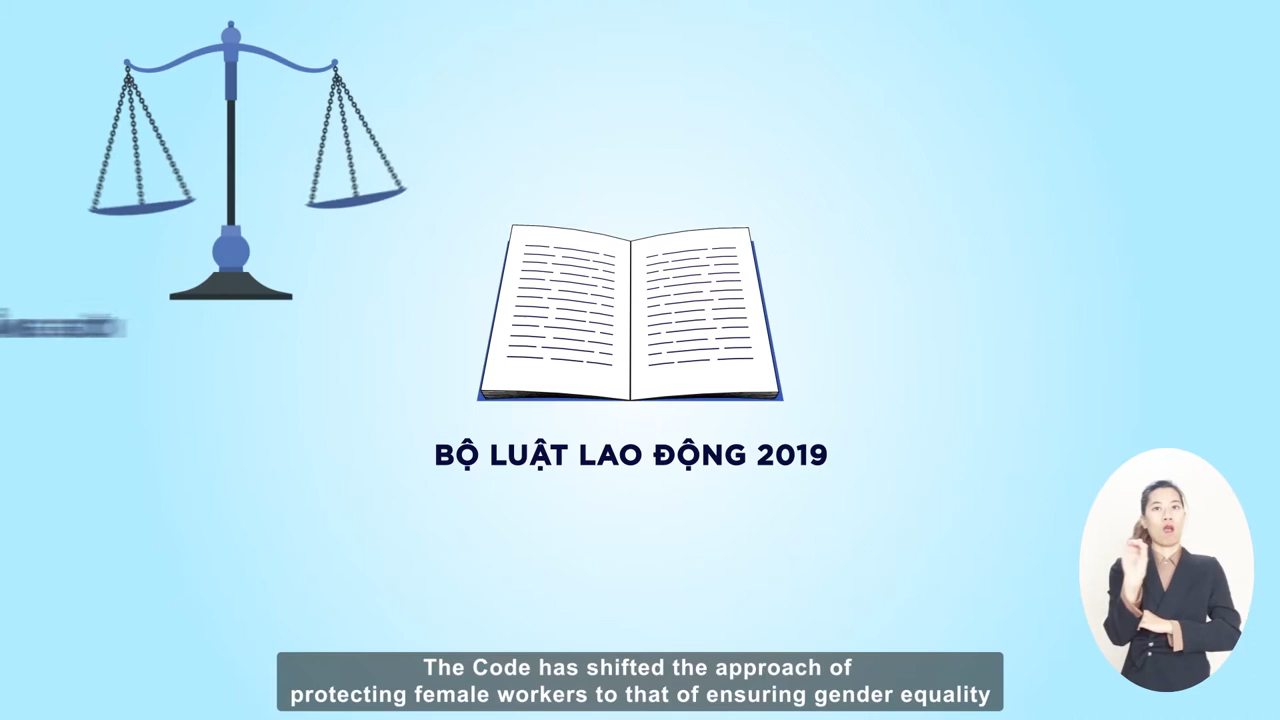 BỘ LUẬT LAO ĐỘNG 2019
The Code has shifted the approach of
protecting female workers to that of ensuring gender equality